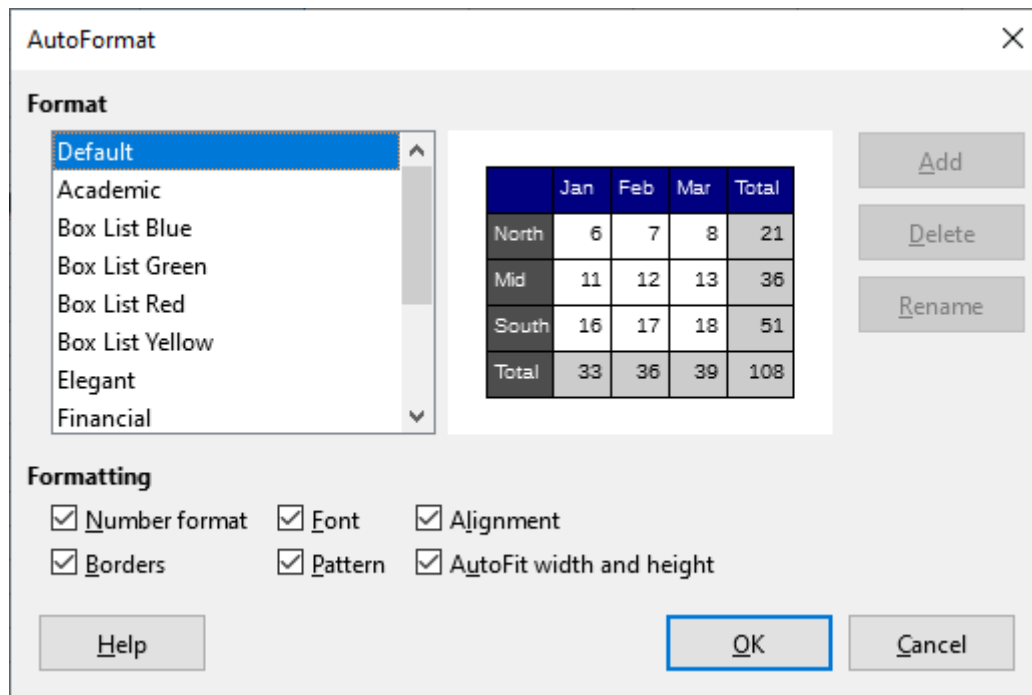 AutoFormat
Format
Default
Academic
Box List Blue
Box List Green
Box List Red
Box List Yellow
Elegant
Financial
Jan Feb Mar Total
North 6 7 8 21
Mid 11 12 13 36
South 16 17 18 51
Total 33 36 39 108
Add
Delete
Rename
Formatting
Number format Font Alignment
Borders Pattern AutoFit width and height
Help OK Cancel